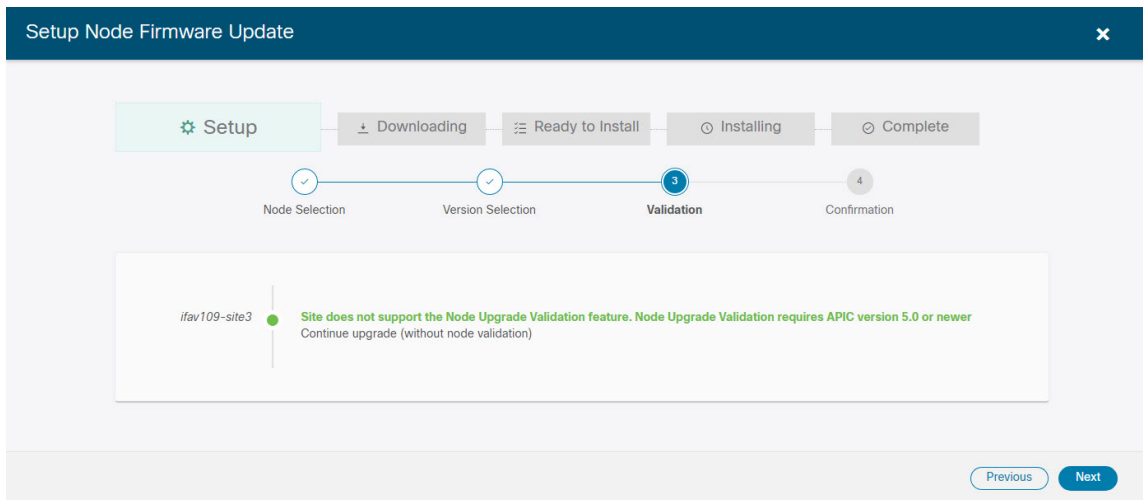 Setup Node Firmware Update
Setup
Downloading
Ready to Install
Installing
Complete
3
4
Node Selection
Version Selection
Validation
Confirmation
ifav109-site3
Site does not support the Node Upgrade Validation feature. Node Upgrade Validation requires APIC version 5.0 or newer
Continue upgrade (without node validation)
Previous
Next